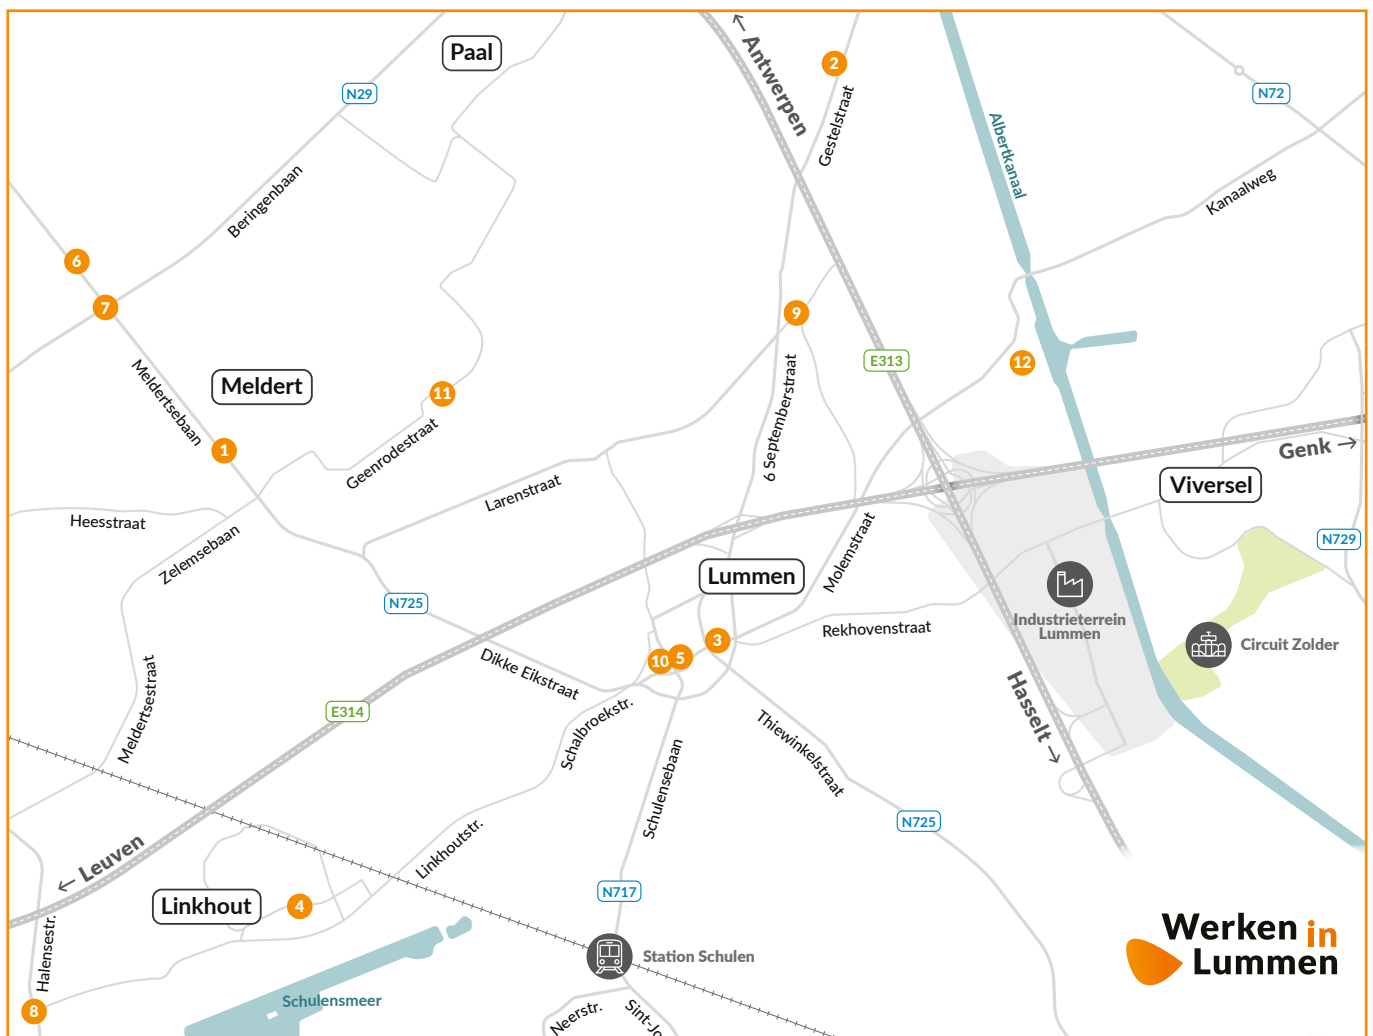 Paal
← Antwerpen
2
N29
N72
Gestelstraat
Albertkanaal
Beringenbaan
Kanaalweg
6
7
9
E313
12
Meldertsebaan
Meldert
11
6 Septemberstraat
1
Geenrodestraat
Genk →
Larenstraat
Viversel
Heesstraat
Zelemsebaan
Molemstraat
N729
Lummen
N725
Industrieterrein
Lummen
Rekhovenstraat
3
10
5
Circuit Zolder
Dikke Eikstraat
Meldertsestraat
E314
Schalbroekstr.
Hasselt →
Thiewinkelstraat
Schulensebaan
N725
Linkhoutstr.
← Leuven
N717
Linkhout
4
Halensestr.
Station Schulen
Werken in
Lummen
Schulensmeer
8
Neerstr.
Sint-Jo